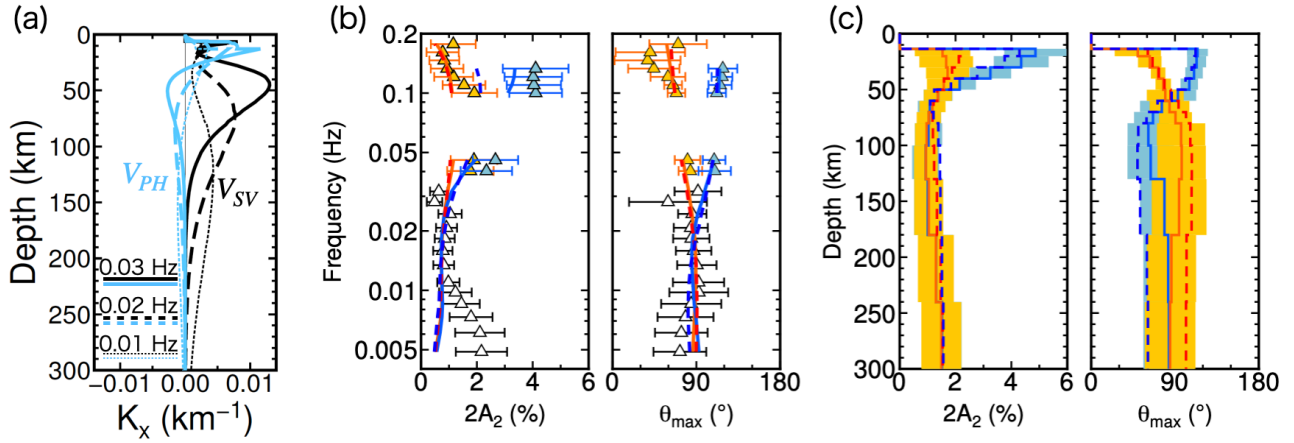 (a)
0
50
100
150
200
250
300
Depth (km)
V_PH
V_SV
0.03 Hz
0.02 Hz
0.01 Hz
−0.01
0.00
0.01
K_x (km⁻¹)
(b)
0.2
0.1
0.05
0.02
0.01
0.005
Frequency (Hz)
0 2 4 6
2A₂ (%)
0 90 180
θ_max (°)
(c)
0
50
100
150
200
250
300
Depth (km)
0 2 4 6
2A₂ (%)
0 90 180
θ_max (°)